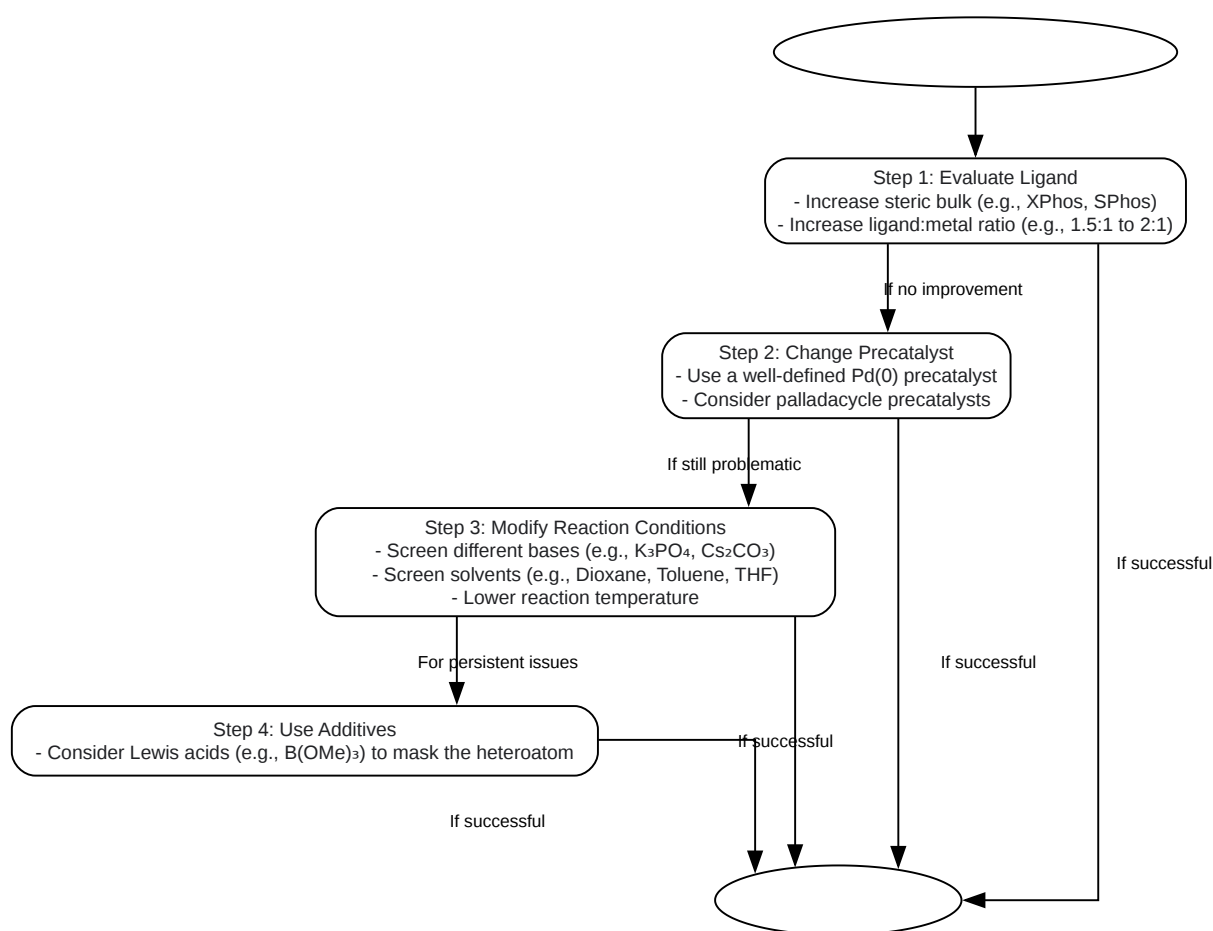 Step 1: Evaluate Ligand
- Increase steric bulk (e.g., XPhos, SPhos)
- Increase ligand:metal ratio (e.g., 1.5:1 to 2:1)
If no improvement
Step 2: Change Precatalyst
- Use a well-defined Pd(0) precatalyst
- Consider palladacycle precatalysts
If still problematic
Step 3: Modify Reaction Conditions
- Screen different bases (e.g., K₃PO₄, Cs₂CO₃)
- Screen solvents (e.g., Dioxane, Toluene, THF)
- Lower reaction temperature
If successful
For persistent issues
If successful
Step 4: Use Additives
- Consider Lewis acids (e.g., B(OMe)₃) to mask the heteroatom
If successful
If successful